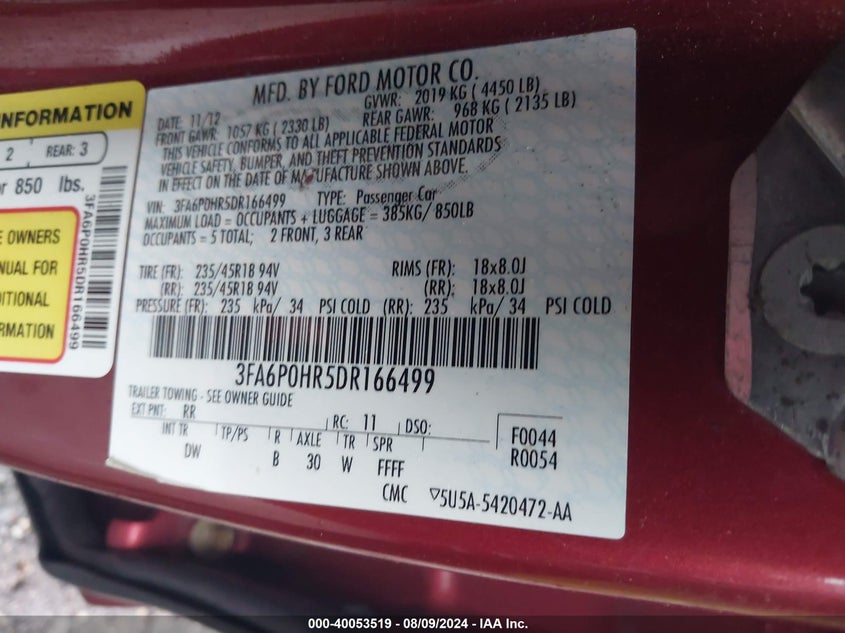 INFORMATION
2 REAR: 3
or 850 lbs.
E OWNERS
NUAL FOR
DITIONAL
ORMATION
3FA6P0HR5DR166499
MFD. BY FORD MOTOR CO.
DATE: 11/12 GVWR: 2019 KG ( 4450 LB)
FRONT GAWR: 1057 KG ( 2330 LB) REAR GAWR: 968 KG ( 2135 LB)
THIS VEHICLE CONFORMS TO ALL APPLICABLE FEDERAL MOTOR
VEHICLE SAFETY, BUMPER, AND THEFT PREVENTION STANDARDS
IN EFFECT ON THE DATE OF MANUFACTURE SHOWN ABOVE.
VIN: 3FA6P0HR5DR166499 TYPE: Passenger Car
MAXIMUM LOAD = OCCUPANTS + LUGGAGE = 385KG/850LB
OCCUPANTS = 5 TOTAL; 2 FRONT, 3 REAR
TIRE (FR): 235/45R18 94V RIMS (FR): 18x8.0J
(RR): 235/45R18 94V (RR): 18x8.0J
PRESSURE (FR): 235 kPa/ 34 PSI COLD (RR): 235 kPa/ 34 PSI COLD
3FA6P0HR5DR166499
TRAILER TOWING - SEE OWNER GUIDE
EXT PNT: RR RC: 11 DSO: F0044
INT TR TP/PS R AXLE TR SPR R0054
DW B 30 W FFFF
CMC ▽5U5A-5420472-AA
000-40053519 - 08/09/2024 - IAA Inc.